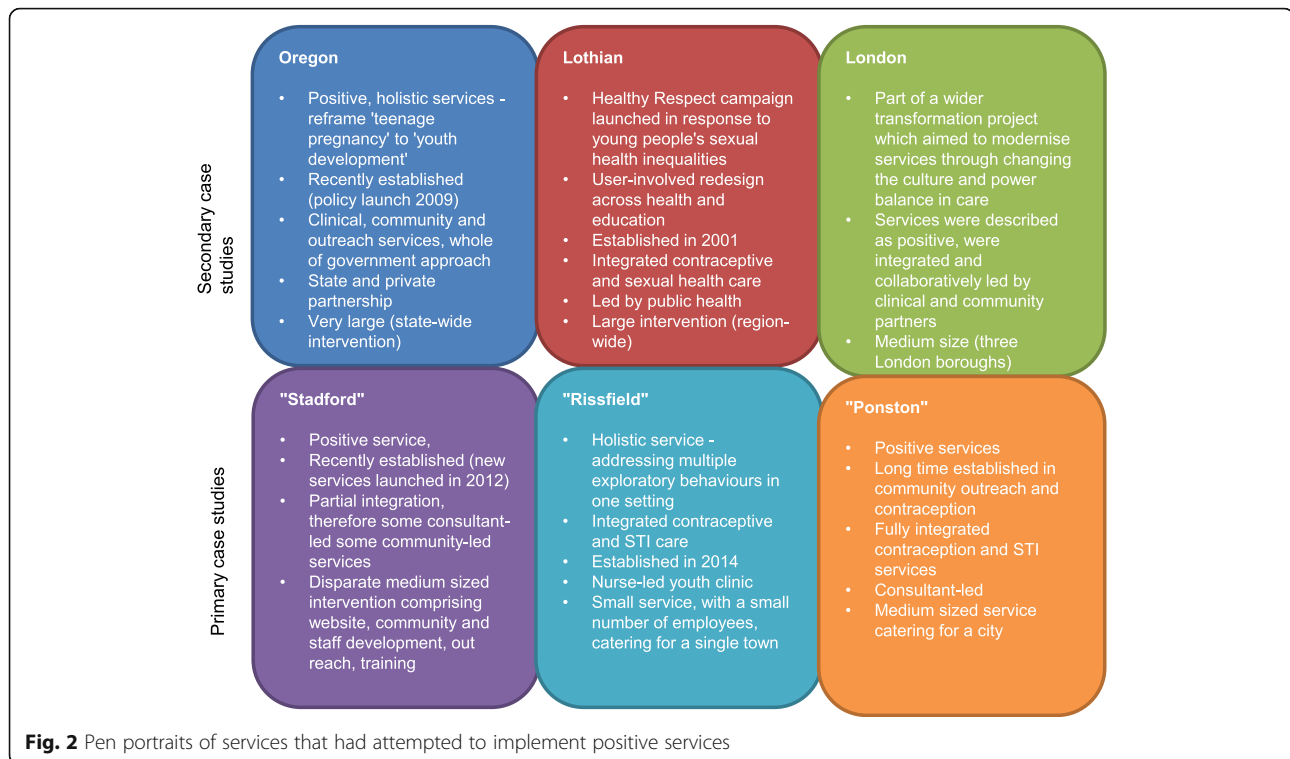 Secondary case
studies
Oregon
• Positive, holistic services -
reframe 'teenage
pregnancy' to 'youth
development'
• Recently established
(policy launch 2009)
• Clinical, community and
outreach services, whole
of government approach
• State and private
partnership
• Very large (state-wide
intervention)
Lothian
• Healthy Respect campaign
launched in response to
young people's sexual
health inequalities
• User-involved redesign
across health and
education
• Established in 2001
• Integrated contraceptive
and sexual health care
• Led by public health
• Large intervention (region-
wide)
London
• Part of a wider
transformation project
which aimed to modernise
services through changing
the culture and power
balance in care
• Services were described
as positive, were
integrated and
collaboratively led by
clinical and community
partners
• Medium size (three
London boroughs)
Primary case studies
"Stadford"
• Positive service,
• Recently established (new
services launched in 2012)
• Partial integration,
therefore some consultant-
led some community-led
services
• Disparate medium sized
intervention comprising
website, community and
staff development, out
reach, training
"Rissfield"
• Holistic service -
addressing multiple
exploratory behaviours in
one setting
• Integrated contraceptive
and STI care
• Established in 2014
• Nurse-led youth clinic
• Small service, with a small
number of employees,
catering for a single town
"Ponston"
• Positive services
• Long time established in
community outreach and
contraception
• Fully integrated
contraception and STI
services
• Consultant-led
• Medium sized service
catering for a city
Fig. 2 Pen portraits of services that had attempted to implement positive services